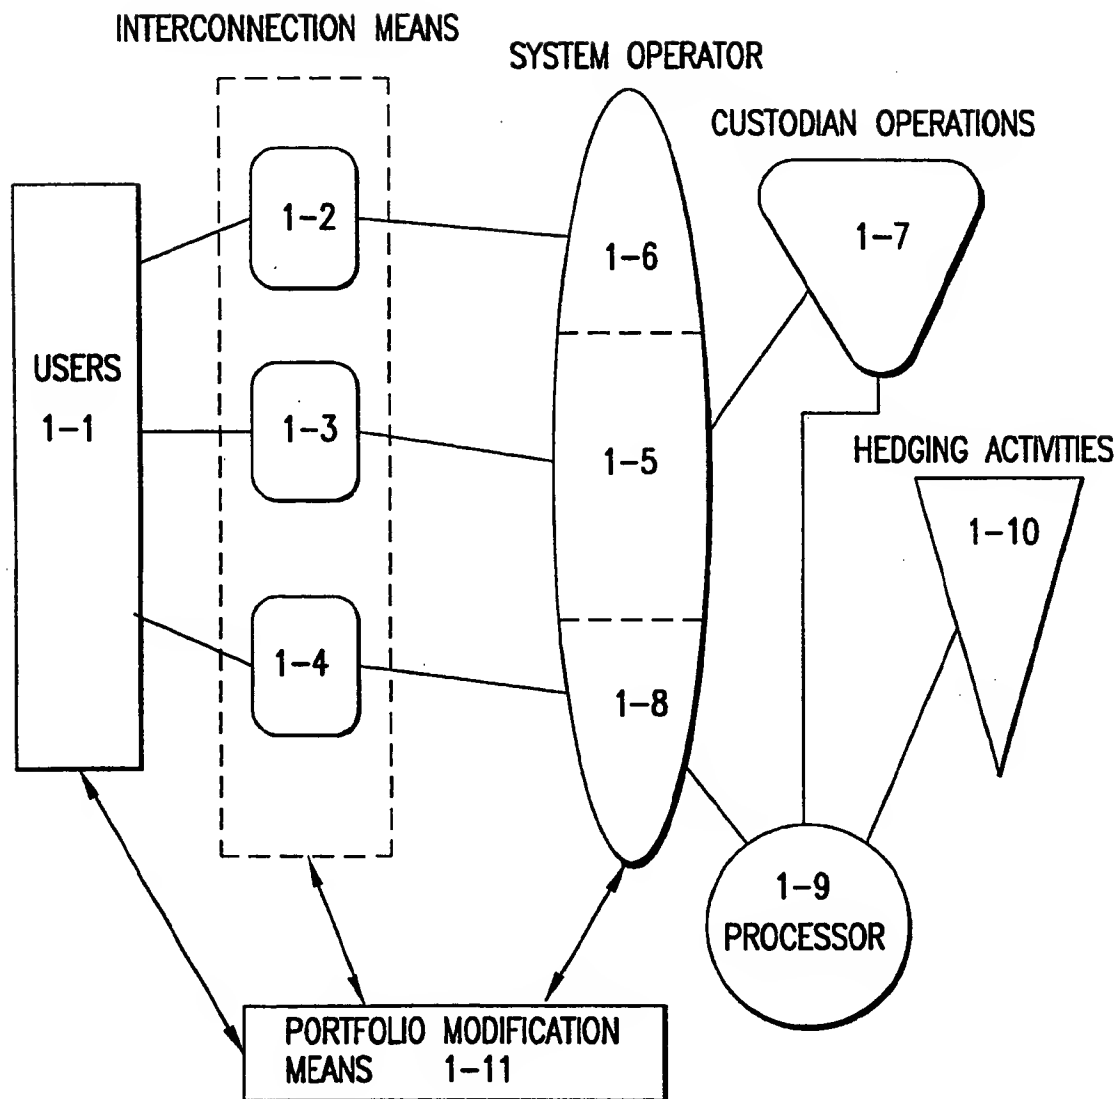 INTERCONNECTION MEANS
SYSTEM OPERATOR
CUSTODIAN OPERATIONS
1-2
1-6
1-7
USERS
1-1
1-3
1-5
HEDGING ACTIVITIES
1-10
1-4
1-8
1-9
PROCESSOR
PORTFOLIO MODIFICATION
MEANS 1-11